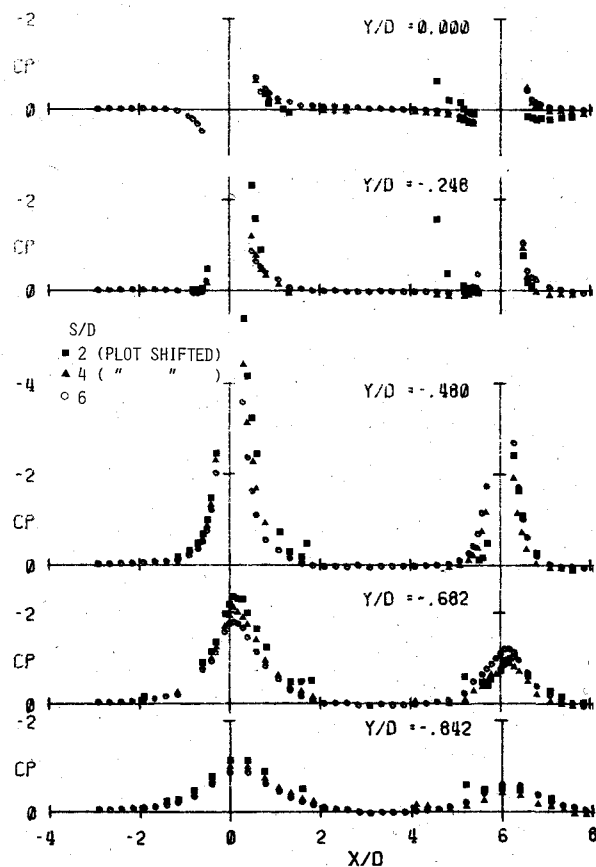 -2
Y/D = 0.000
CP
0
-2
Y/D =-.248
CP
0
S/D
■ 2 (PLOT SHIFTED)
▲ 4 ( " " )
○ 6
-4
Y/D =-.480
-2
CP
0
-2
Y/D =-.682
CP
0
-2
Y/D =-.842
CP
0
-4 -2 0 2 4 6 8
X/D